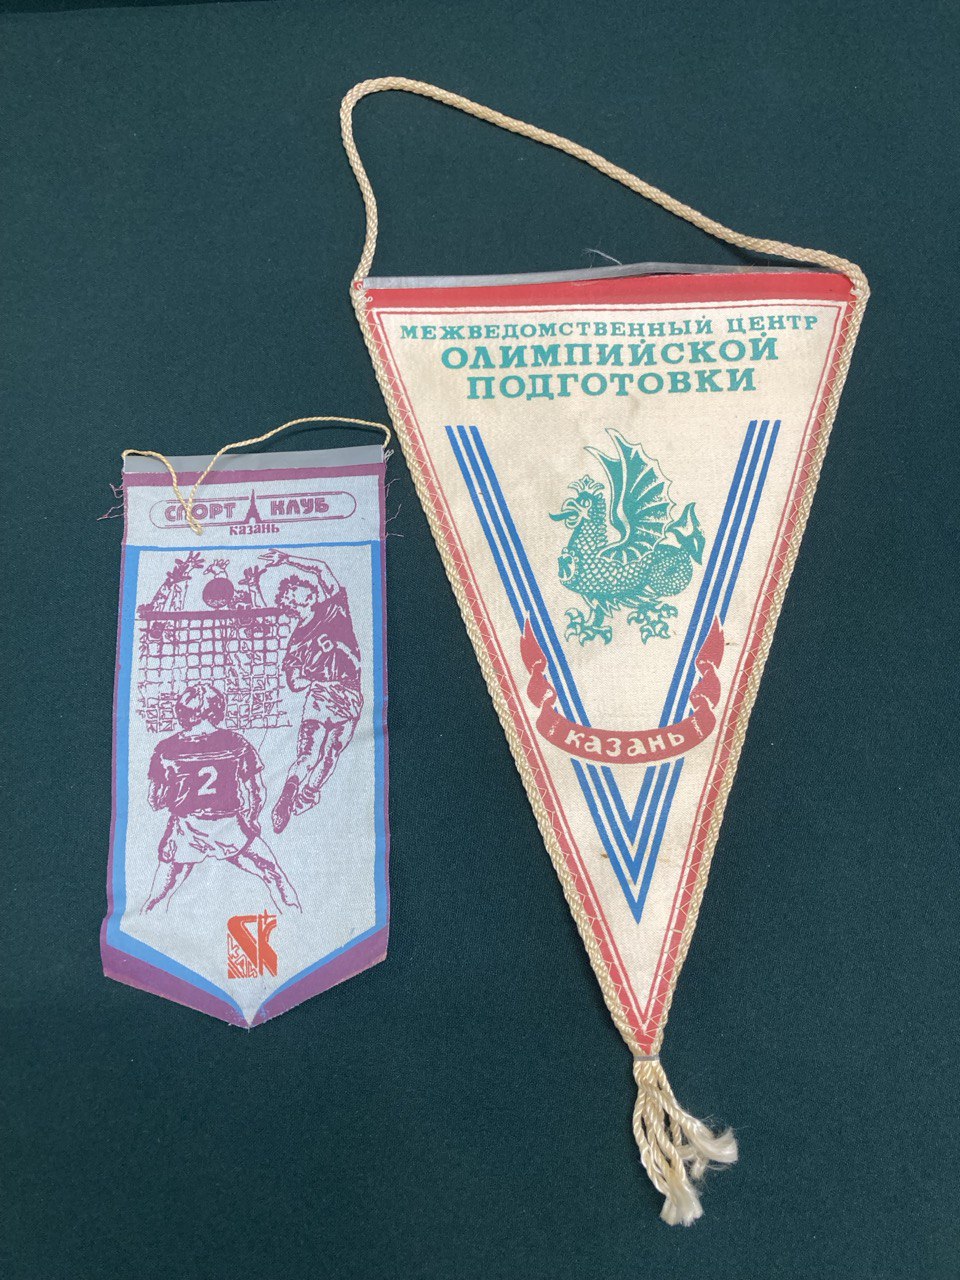 СПОРТ КЛУБ
казань
6
2
SK
МЕЖВЕДОМСТВЕННЫЙ ЦЕНТР
ОЛИМПИЙСКОЙ
ПОДГОТОВКИ
казань